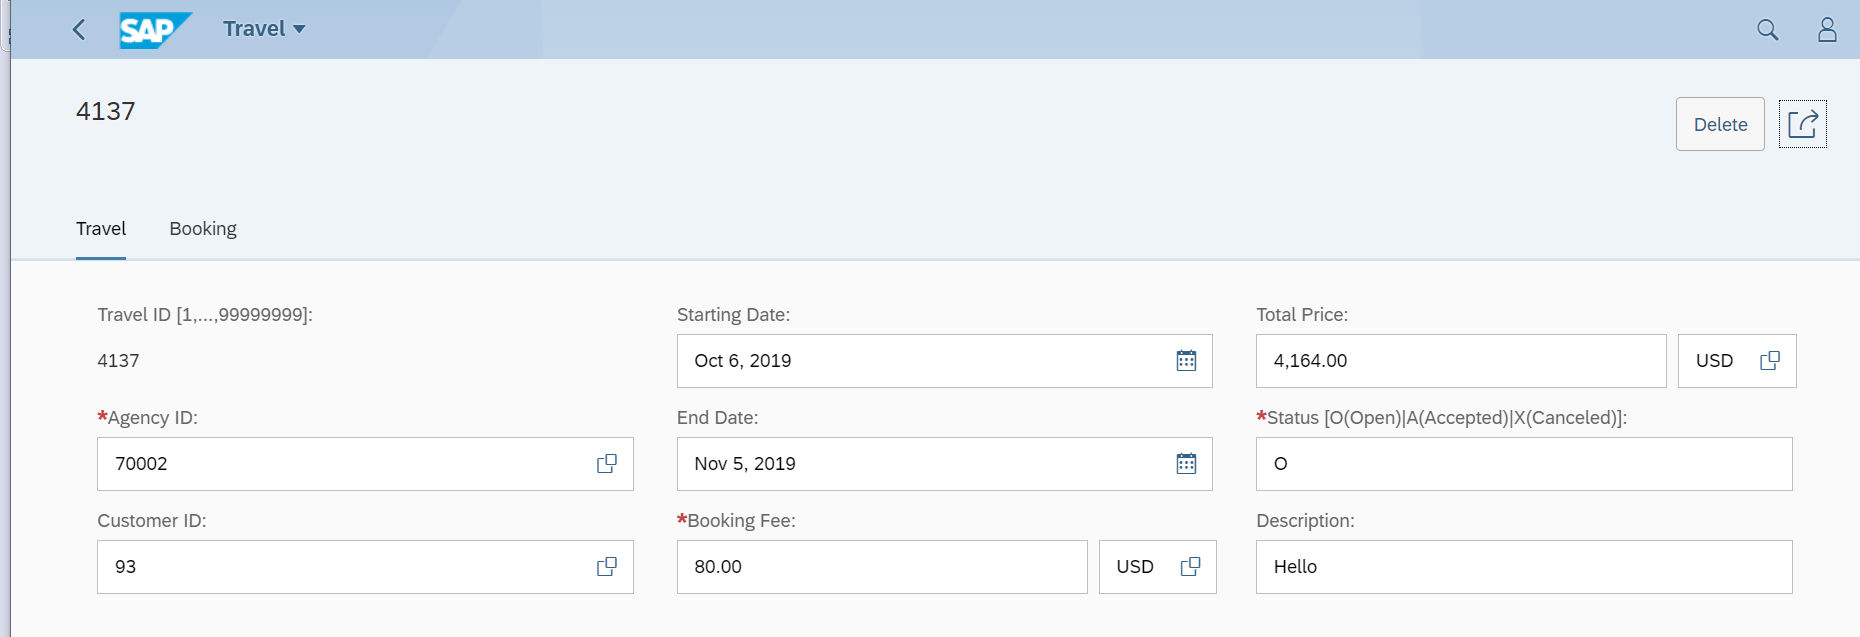 SAP Travel
4137
Delete
Travel Booking
Travel ID [1,...,99999999]:
4137
*Agency ID:
70002
Customer ID:
93
Starting Date:
Oct 6, 2019
End Date:
Nov 5, 2019
*Booking Fee:
80.00 USD
Total Price:
4,164.00 USD
*Status [O(Open)|A(Accepted)|X(Canceled)]:
O
Description:
Hello